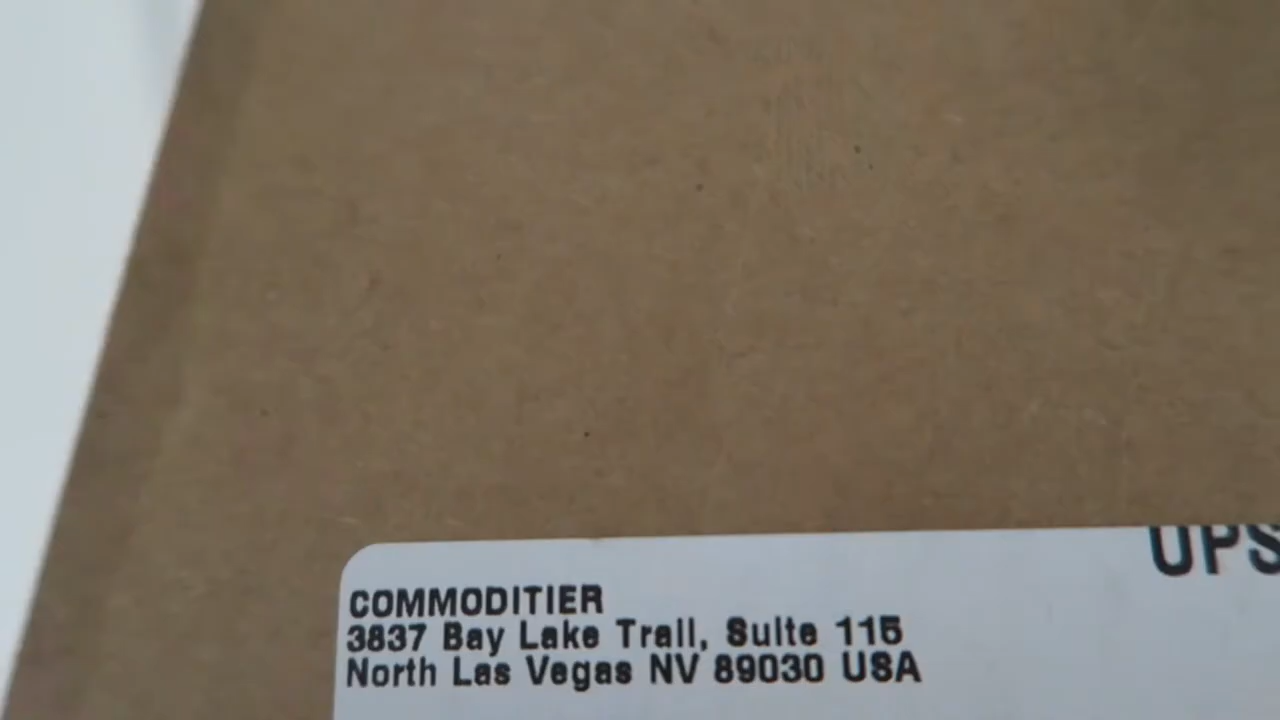 UPS
COMMODITIER
3837 Bay Lake Trail, Suite 115
North Las Vegas NV 89030 USA